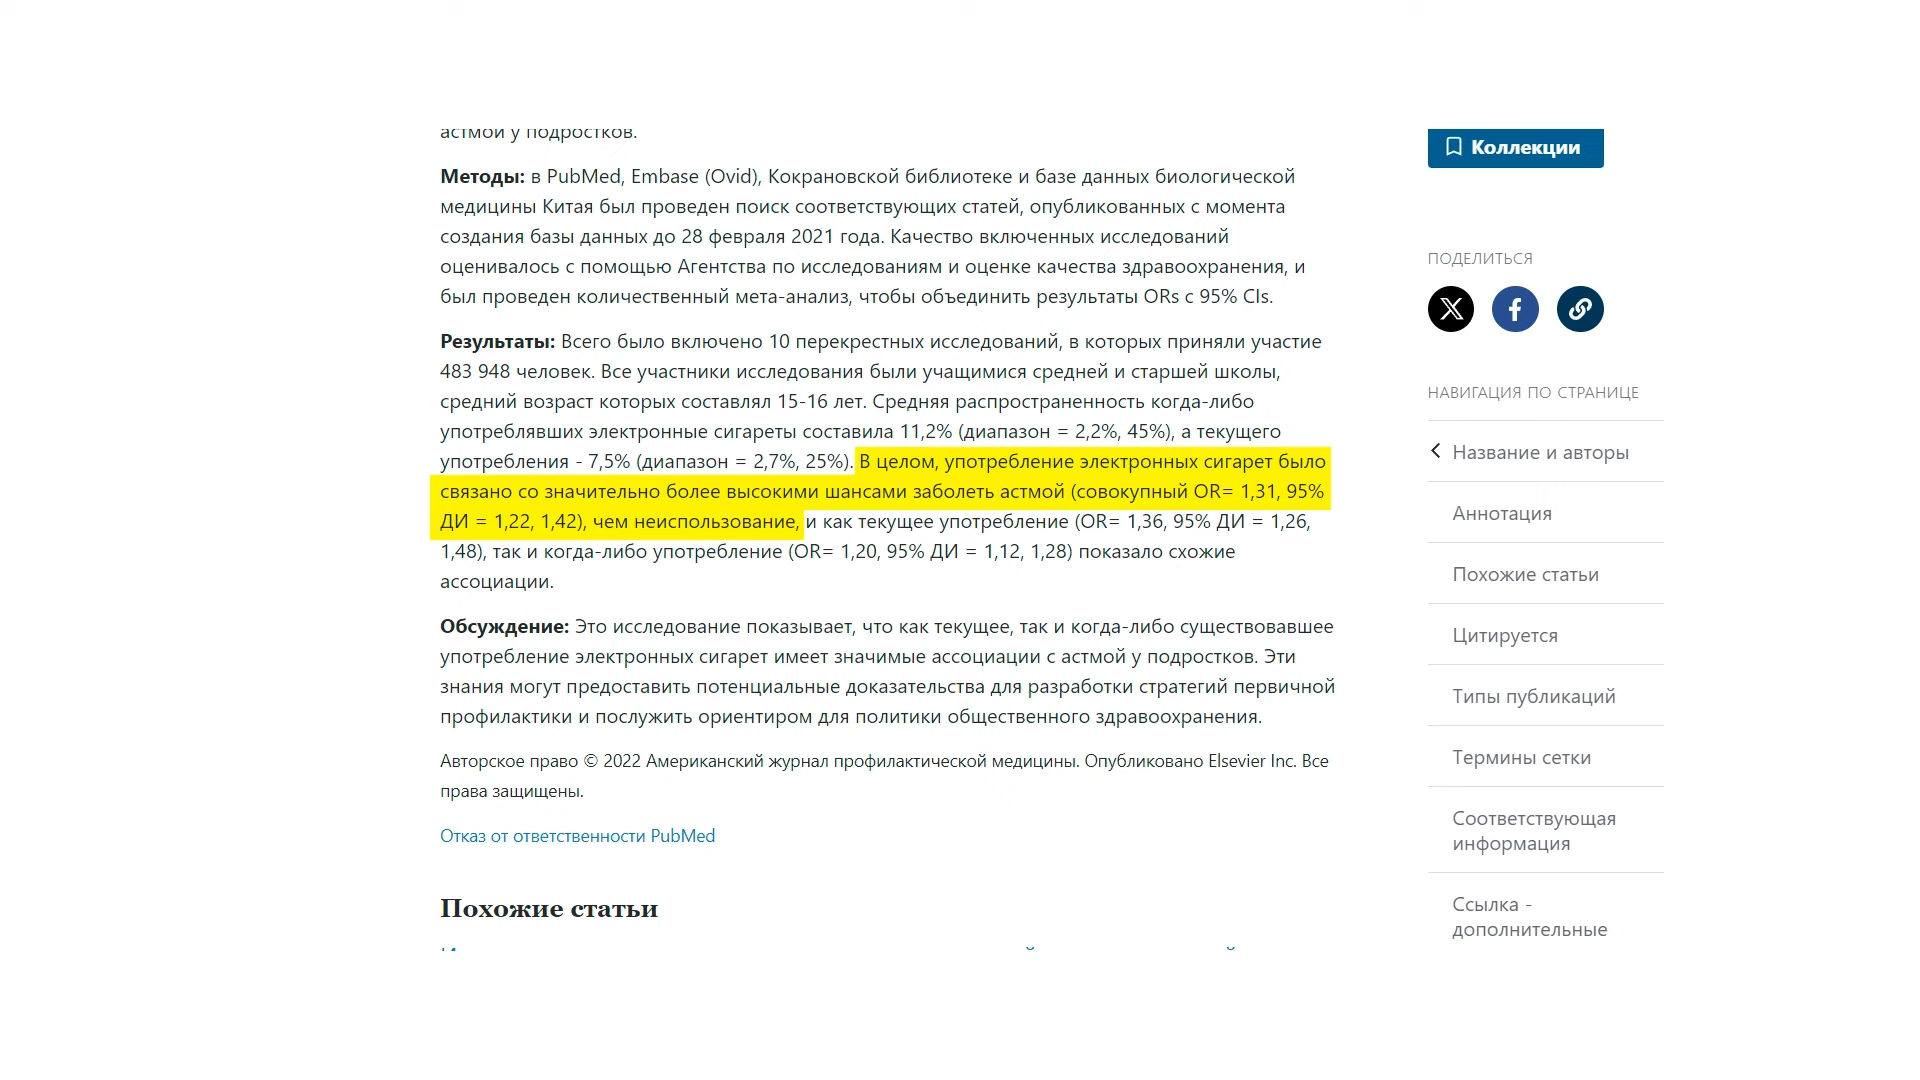 астмой у подростков.
Методы: в PubMed, Embase (Ovid), Кокрановской библиотеке и базе данных биологической
медицины Китая был проведен поиск соответствующих статей, опубликованных с момента
создания базы данных до 28 февраля 2021 года. Качество включенных исследований
оценивалось с помощью Агентства по исследованиям и оценке качества здравоохранения, и
был проведен количественный мета-анализ, чтобы объединить результаты ORs с 95% CIs.
Результаты: Всего было включено 10 перекрестных исследований, в которых приняли участие
483 948 человек. Все участники исследования были учащимися средней и старшей школы,
средний возраст которых составлял 15-16 лет. Средняя распространенность когда-либо
употреблявших электронные сигареты составила 11,2% (диапазон = 2,2%, 45%), а текущего
употребления - 7,5% (диапазон = 2,7%, 25%). В целом, употребление электронных сигарет было
связано со значительно более высокими шансами заболеть астмой (совокупный OR= 1,31, 95%
ДИ = 1,22, 1,42), чем неиспользование, и как текущее употребление (OR= 1,36, 95% ДИ = 1,26,
1,48), так и когда-либо употребление (OR= 1,20, 95% ДИ = 1,12, 1,28) показало схожие
ассоциации.
Обсуждение: Это исследование показывает, что как текущее, так и когда-либо существовавшее
употребление электронных сигарет имеет значимые ассоциации с астмой у подростков. Эти
знания могут предоставить потенциальные доказательства для разработки стратегий первичной
профилактики и послужить ориентиром для политики общественного здравоохранения.
Авторское право © 2022 Американский журнал профилактической медицины. Опубликовано Elsevier Inc. Все
права защищены.
Отказ от ответственности PubMed
Похожие статьи
Коллекции
ПОДЕЛИТЬСЯ
НАВИГАЦИЯ ПО СТРАНИЦЕ
Название и авторы
Аннотация
Похожие статьи
Цитируется
Типы публикаций
Термины сетки
Соответствующая
информация
Ссылка -
дополнительные